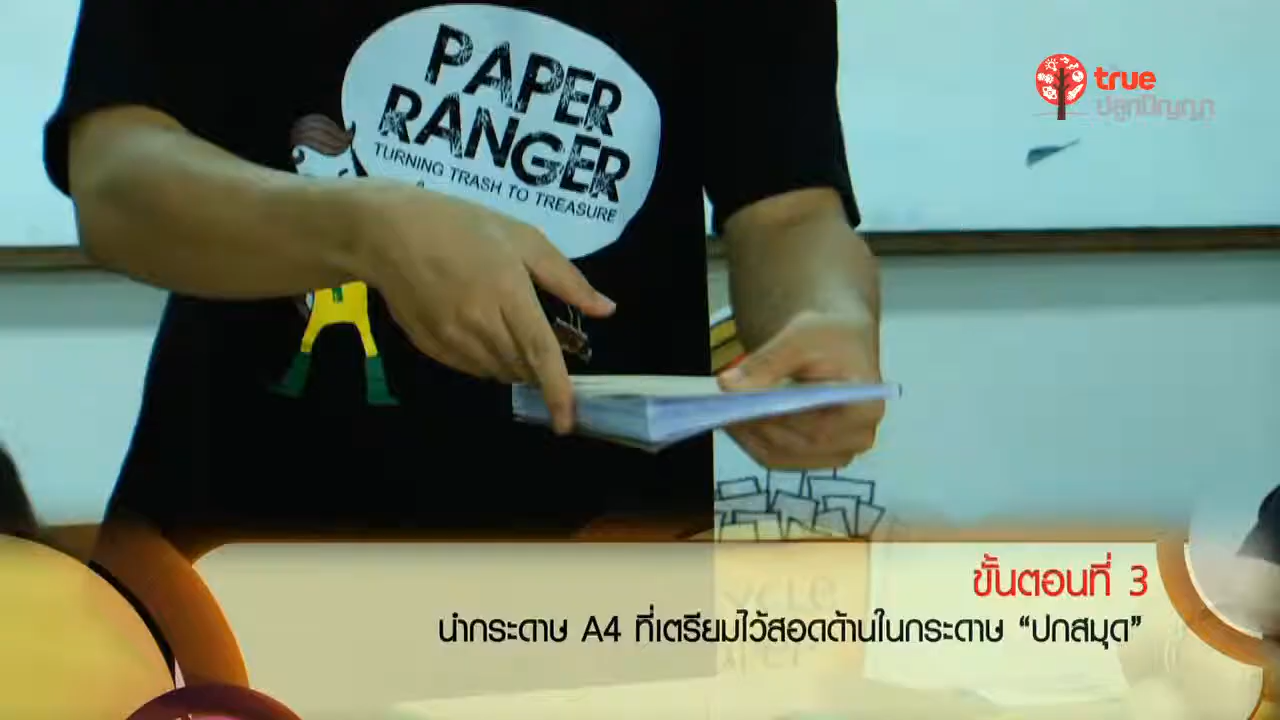 PAPER
RANGER
TURNING TRASH TO TREASURE
true
ปลูกปัญญา
ขั้นตอนที่ 3
นำกระดาษ A4 ที่เตรียมไว้สอดด้านในกระดาษ “ปกสมุด”